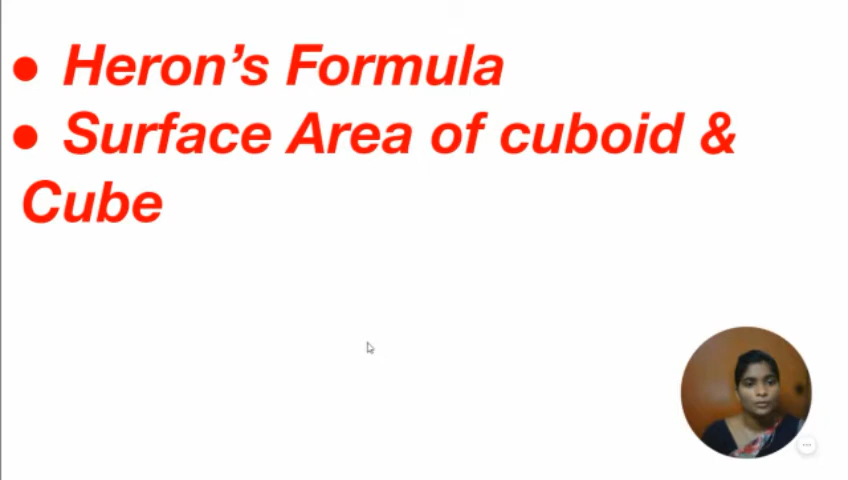 ● Heron’s Formula
● Surface Area of cuboid &
Cube